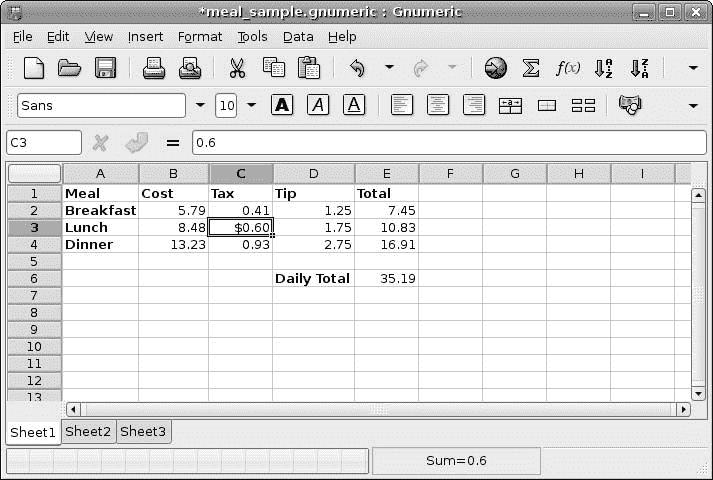 *meal_sample.gnumeric : Gnumeric
File Edit View Insert Format Tools Data Help
Σ f(x) A Z Z A
Sans 10 A A A a
C3 = 0.6
A B C D E F G H I
1 Meal Cost Tax Tip Total
2 Breakfast 5.79 0.41 1.25 7.45
3 Lunch 8.48 $0.60 1.75 10.83
4 Dinner 13.23 0.93 2.75 16.91
5
6 Daily Total 35.19
7
8
9
10
11
12
13
Sheet1 Sheet2 Sheet3
Sum=0.6